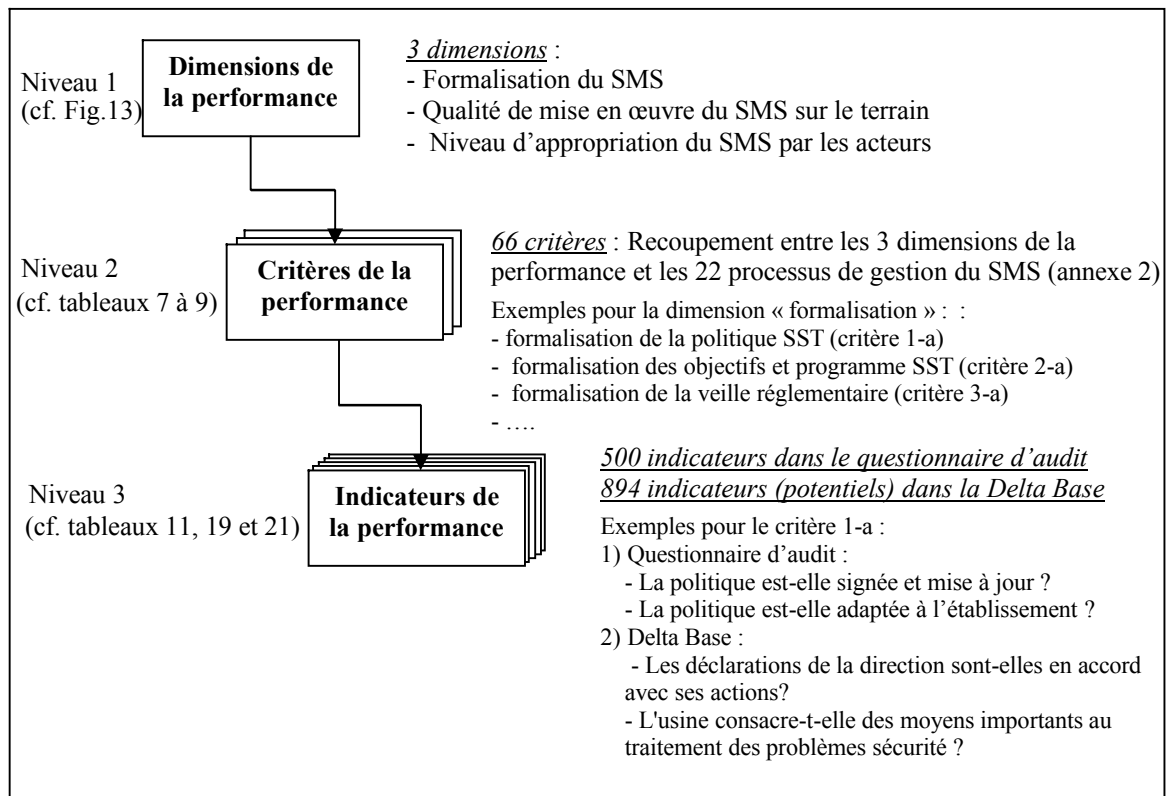 Niveau 1
(cf. Fig.13)
Dimensions de
la performance
3 dimensions :
- Formalisation du SMS
- Qualité de mise en œuvre du SMS sur le terrain
- Niveau d'appropriation du SMS par les acteurs
Niveau 2
(cf. tableaux 7 à 9)
Critères de la
performance
66 critères : Recoupement entre les 3 dimensions de la
performance et les 22 processus de gestion du SMS (annexe 2)
Exemples pour la dimension « formalisation » : :
- formalisation de la politique SST (critère 1-a)
- formalisation des objectifs et programme SST (critère 2-a)
- formalisation de la veille réglementaire (critère 3-a)
- ….
Niveau 3
(cf. tableaux 11, 19 et 21)
Indicateurs de
la performance
500 indicateurs dans le questionnaire d'audit
894 indicateurs (potentiels) dans la Delta Base
Exemples pour le critère 1-a :
1) Questionnaire d'audit :
- La politique est-elle signée et mise à jour ?
- La politique est-elle adaptée à l'établissement ?
2) Delta Base :
- Les déclarations de la direction sont-elles en accord
avec ses actions?
- L'usine consacre-t-elle des moyens importants au
traitement des problèmes sécurité ?